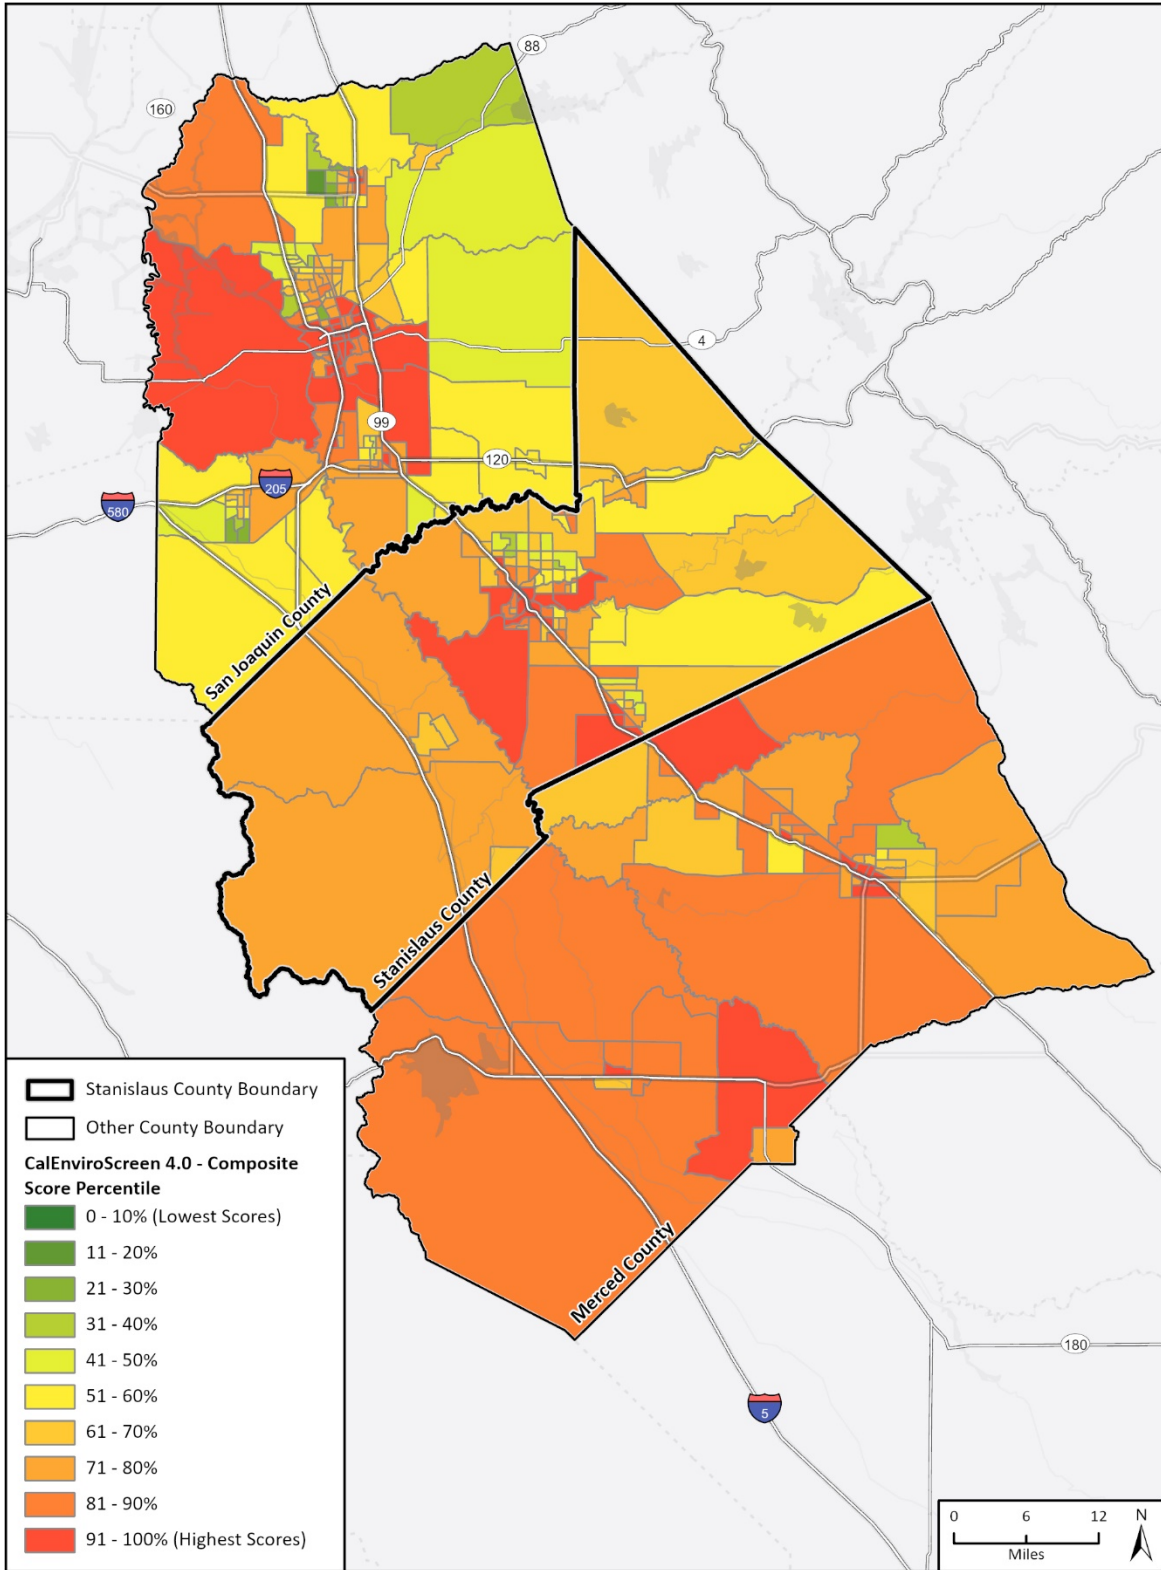 88
160
4
99
120
205
580
San Joaquin County
Stanislaus County
Merced County
180
5
Stanislaus County Boundary
Other County Boundary
CalEnviroScreen 4.0 - Composite
Score Percentile
0 - 10% (Lowest Scores)
11 - 20%
21 - 30%
31 - 40%
41 - 50%
51 - 60%
61 - 70%
71 - 80%
81 - 90%
91 - 100% (Highest Scores)
0 6 12
Miles
N